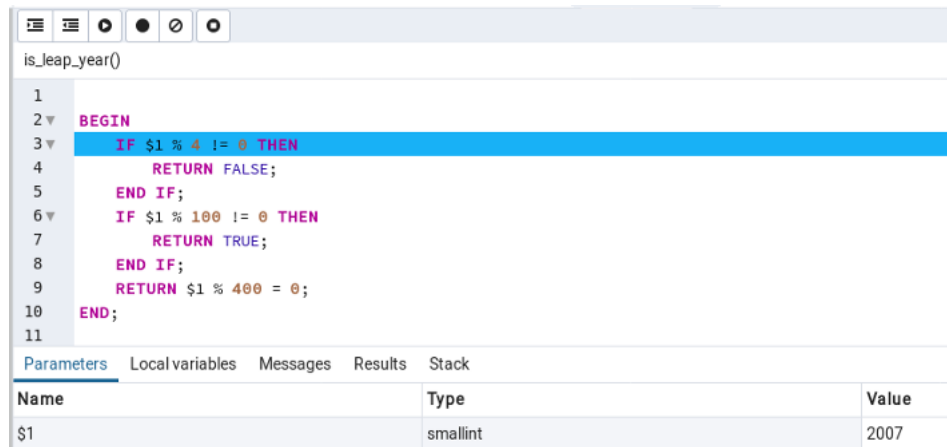 is_leap_year()
1
2 BEGIN
3 IF $1 % 4 != 0 THEN
4 RETURN FALSE;
5 END IF;
6 IF $1 % 100 != 0 THEN
7 RETURN TRUE;
8 END IF;
9 RETURN $1 % 400 = 0;
10 END;
11
Parameters Local variables Messages Results Stack
Name Type Value
$1 smallint 2007